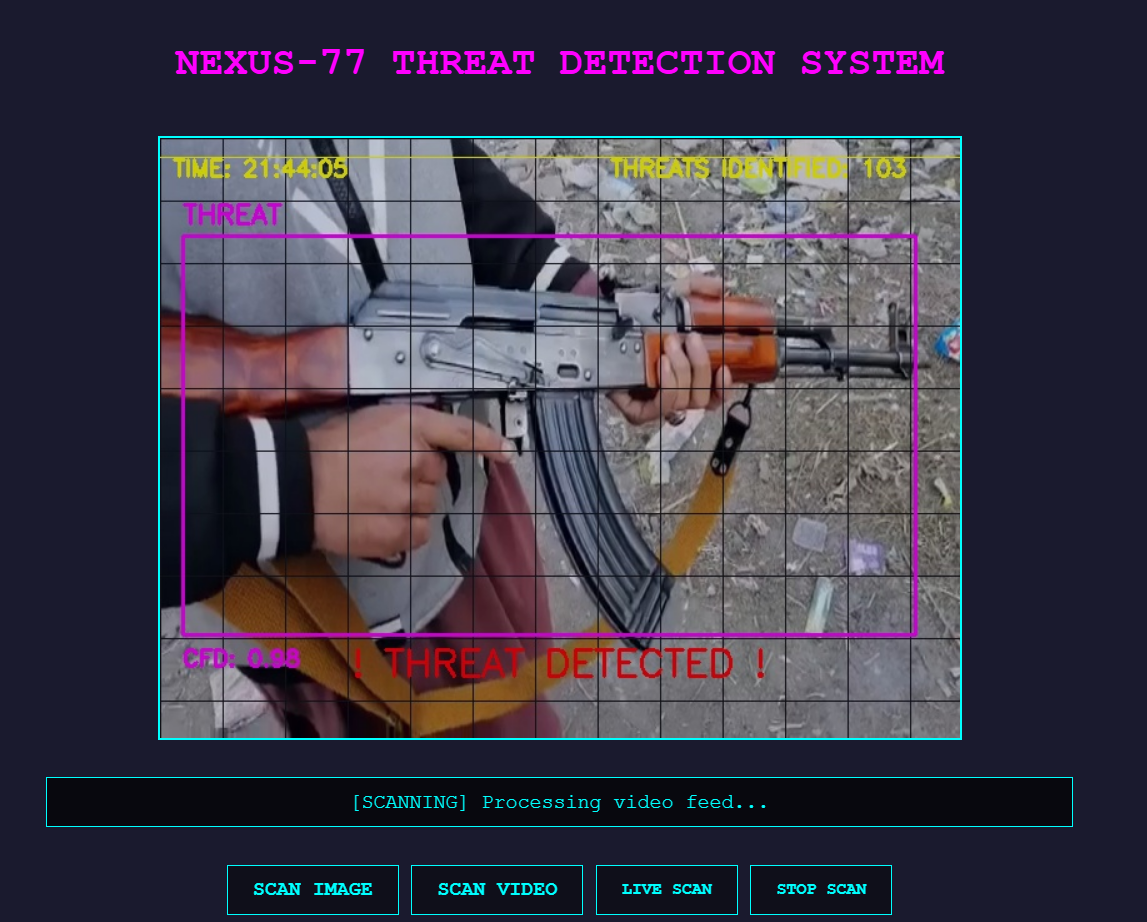 NEXUS-77 THREAT DETECTION SYSTEM
TIME: 21:44:05 THREATS IDENTIFIED: 103
THREAT
CFD: 0.98 ! THREAT DETECTED !
[SCANNING] Processing video feed...
SCAN IMAGE SCAN VIDEO LIVE SCAN STOP SCAN